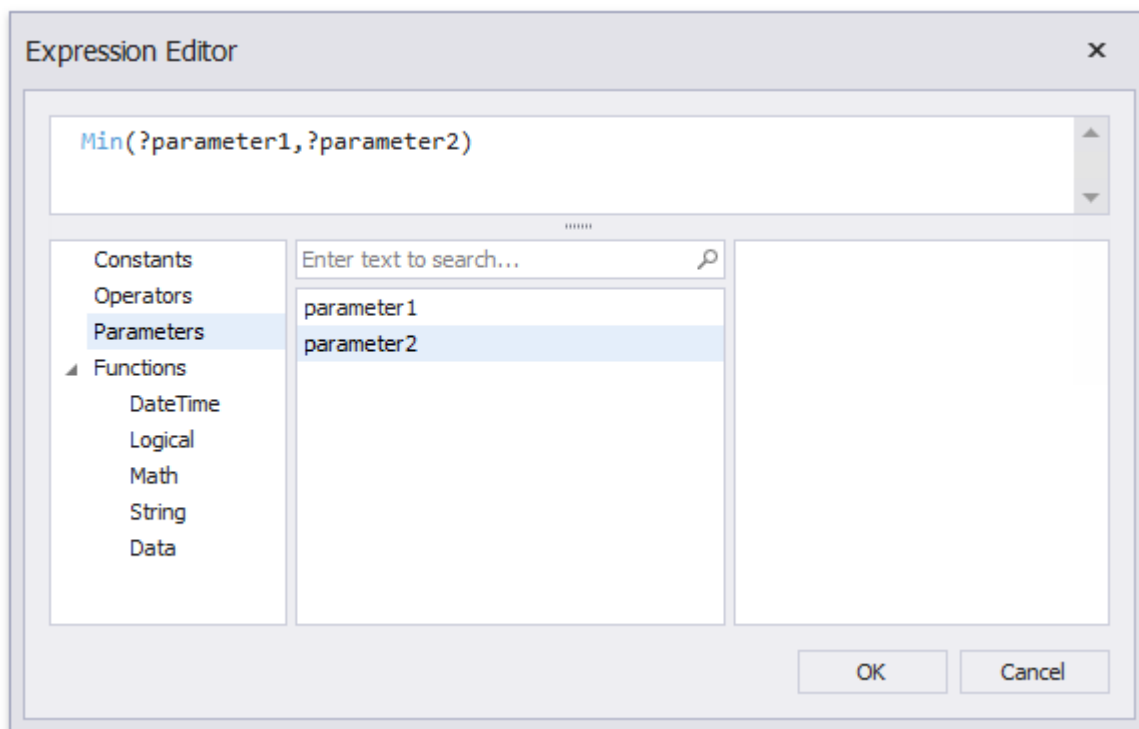 Expression Editor
Min(?parameter1,?parameter2)
Constants
Operators
Parameters
Functions
DateTime
Logical
Math
String
Data
Enter text to search...
parameter1
parameter2
OK
Cancel